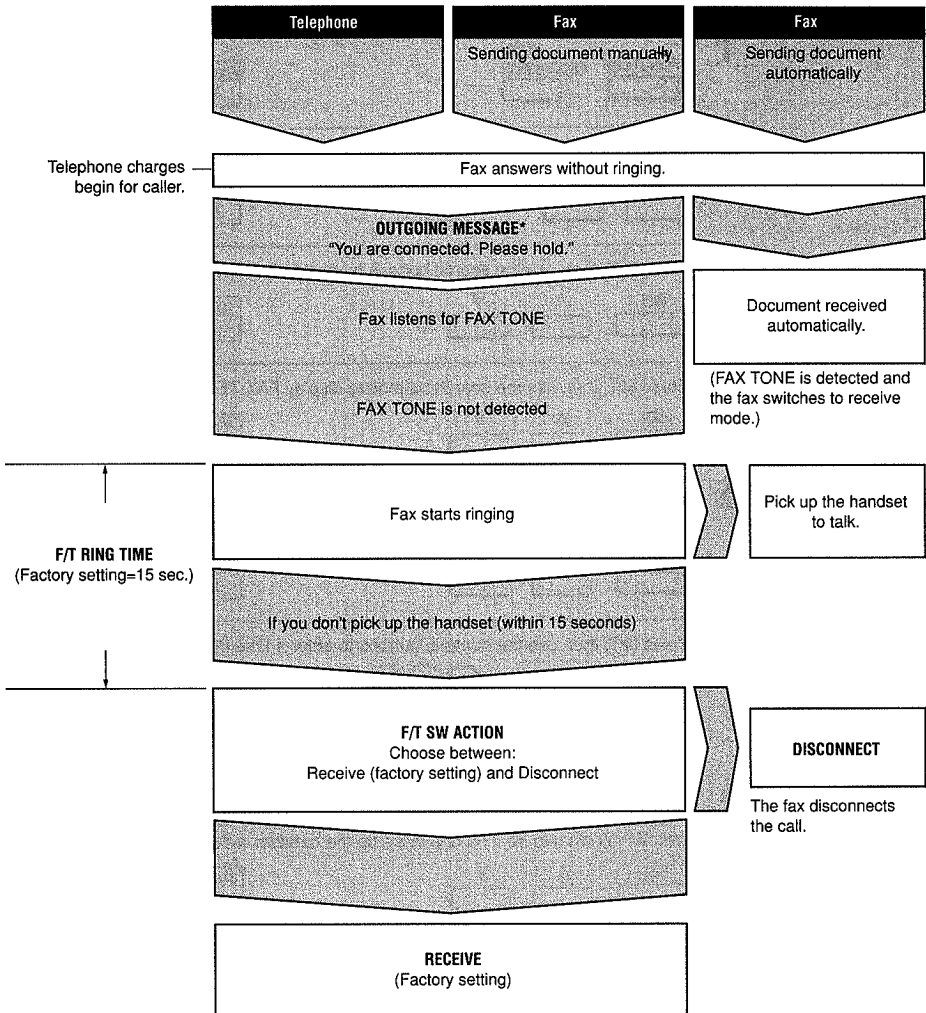 Telephone
Fax
Fax
Sending document manually
Sending document
automatically
Telephone charges
begin for caller.
Fax answers without ringing.
OUTGOING MESSAGE*
"You are connected. Please hold."
Fax listens for FAX TONE
Document received
automatically.
(FAX TONE is detected and
the fax switches to receive
mode.)
FAX TONE is not detected
Fax starts ringing
Pick up the handset
to talk.
F/T RING TIME
(Factory setting=15 sec.)
If you don't pick up the handset (within 15 seconds)
F/T SW ACTION
Choose between:
Receive (factory setting) and Disconnect
DISCONNECT
The fax disconnects
the call.
RECEIVE
(Factory setting)